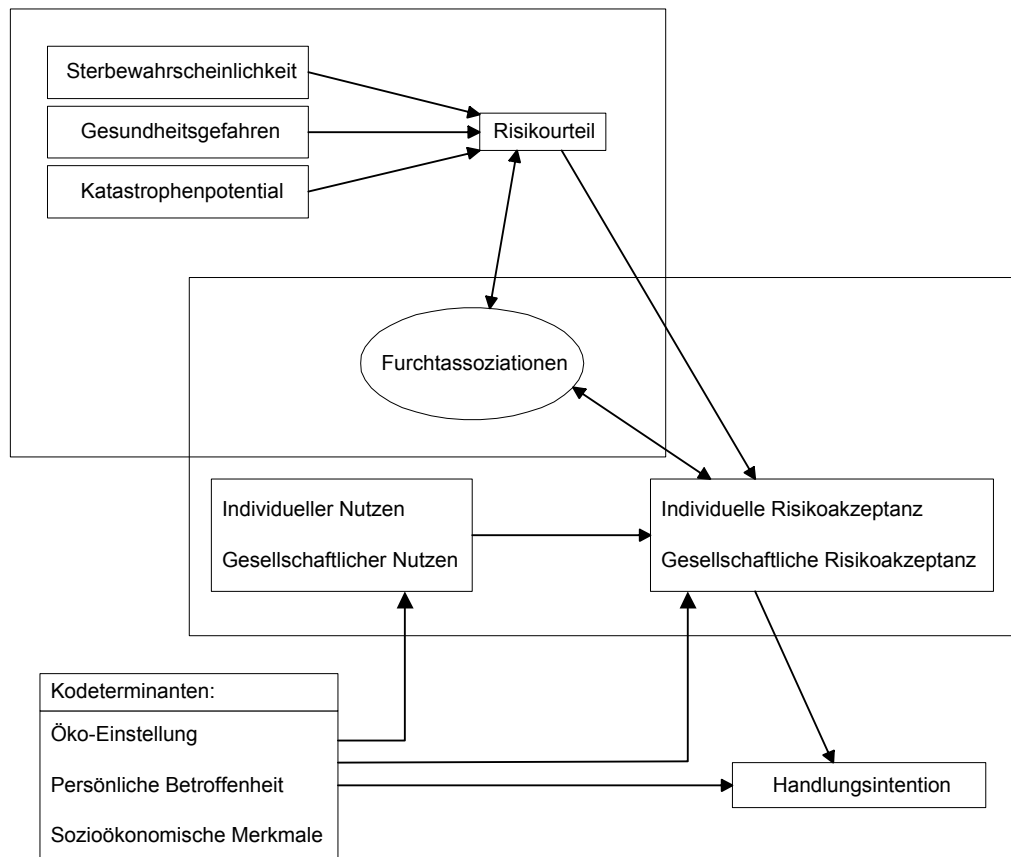 Sterbewahrscheinlichkeit
Gesundheitsgefahren
Risikourteil
Katastrophenpotential
Furchtassoziationen
Individueller Nutzen
Gesellschaftlicher Nutzen
Individuelle Risikoakzeptanz
Gesellschaftliche Risikoakzeptanz
Kodeterminanten:
Öko-Einstellung
Persönliche Betroffenheit
Sozioökonomische Merkmale
Handlungsintention